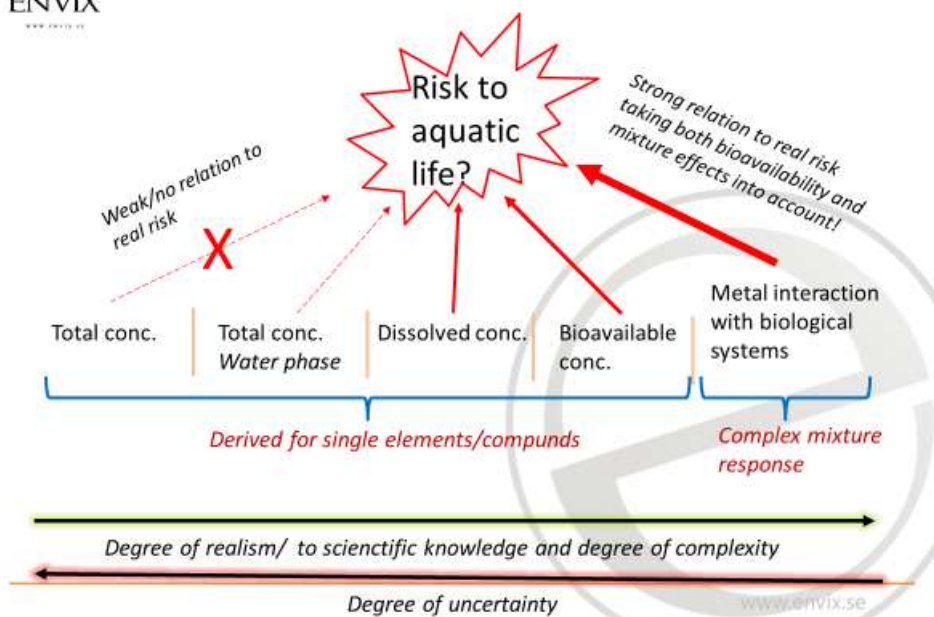 ENVIX
www.envix.se
Risk to
aquatic
life?
Weak/no relation to
real risk
X
Strong relation to real risk
taking both bioavailability and
mixture effects into account!
Total conc.
Total conc.
Water phase
Dissolved conc.
Bioavailable
conc.
Metal interaction
with biological
systems
Derived for single elements/compunds
Complex mixture
response
Degree of realism/ to scienctific knowledge and degree of complexity
Degree of uncertainty
www.envix.se